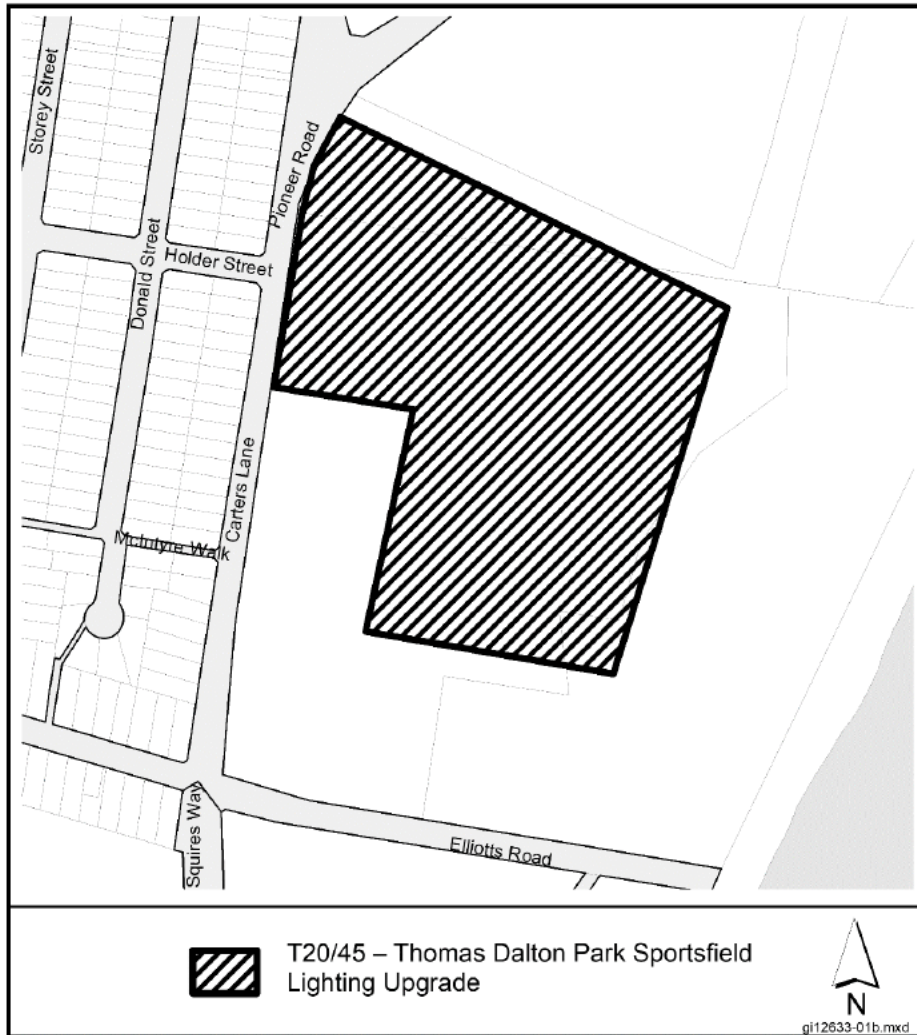 Storey Street
Pioneer Road
Donald Street
Holder Street
Carters Lane
McIntyre Walk
Squires Way
Elliotts Road
T20/45 – Thomas Dalton Park Sportsfield
Lighting Upgrade
N
gi12633-01b.mxd